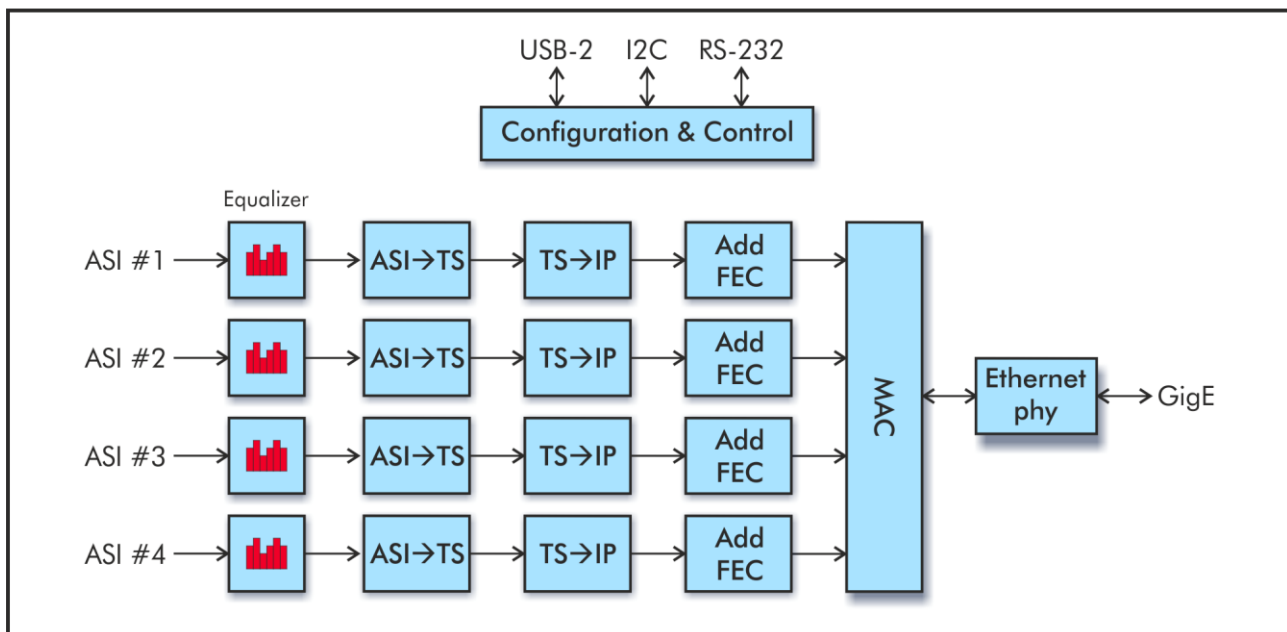 USB-2 I2C RS-232
Configuration & Control
Equalizer
ASI #1 ASI→TS TS→IP Add
FEC
ASI #2 ASI→TS TS→IP Add
FEC
ASI #3 ASI→TS TS→IP Add
FEC
ASI #4 ASI→TS TS→IP Add
FEC
MAC
Ethernet
phy
GigE